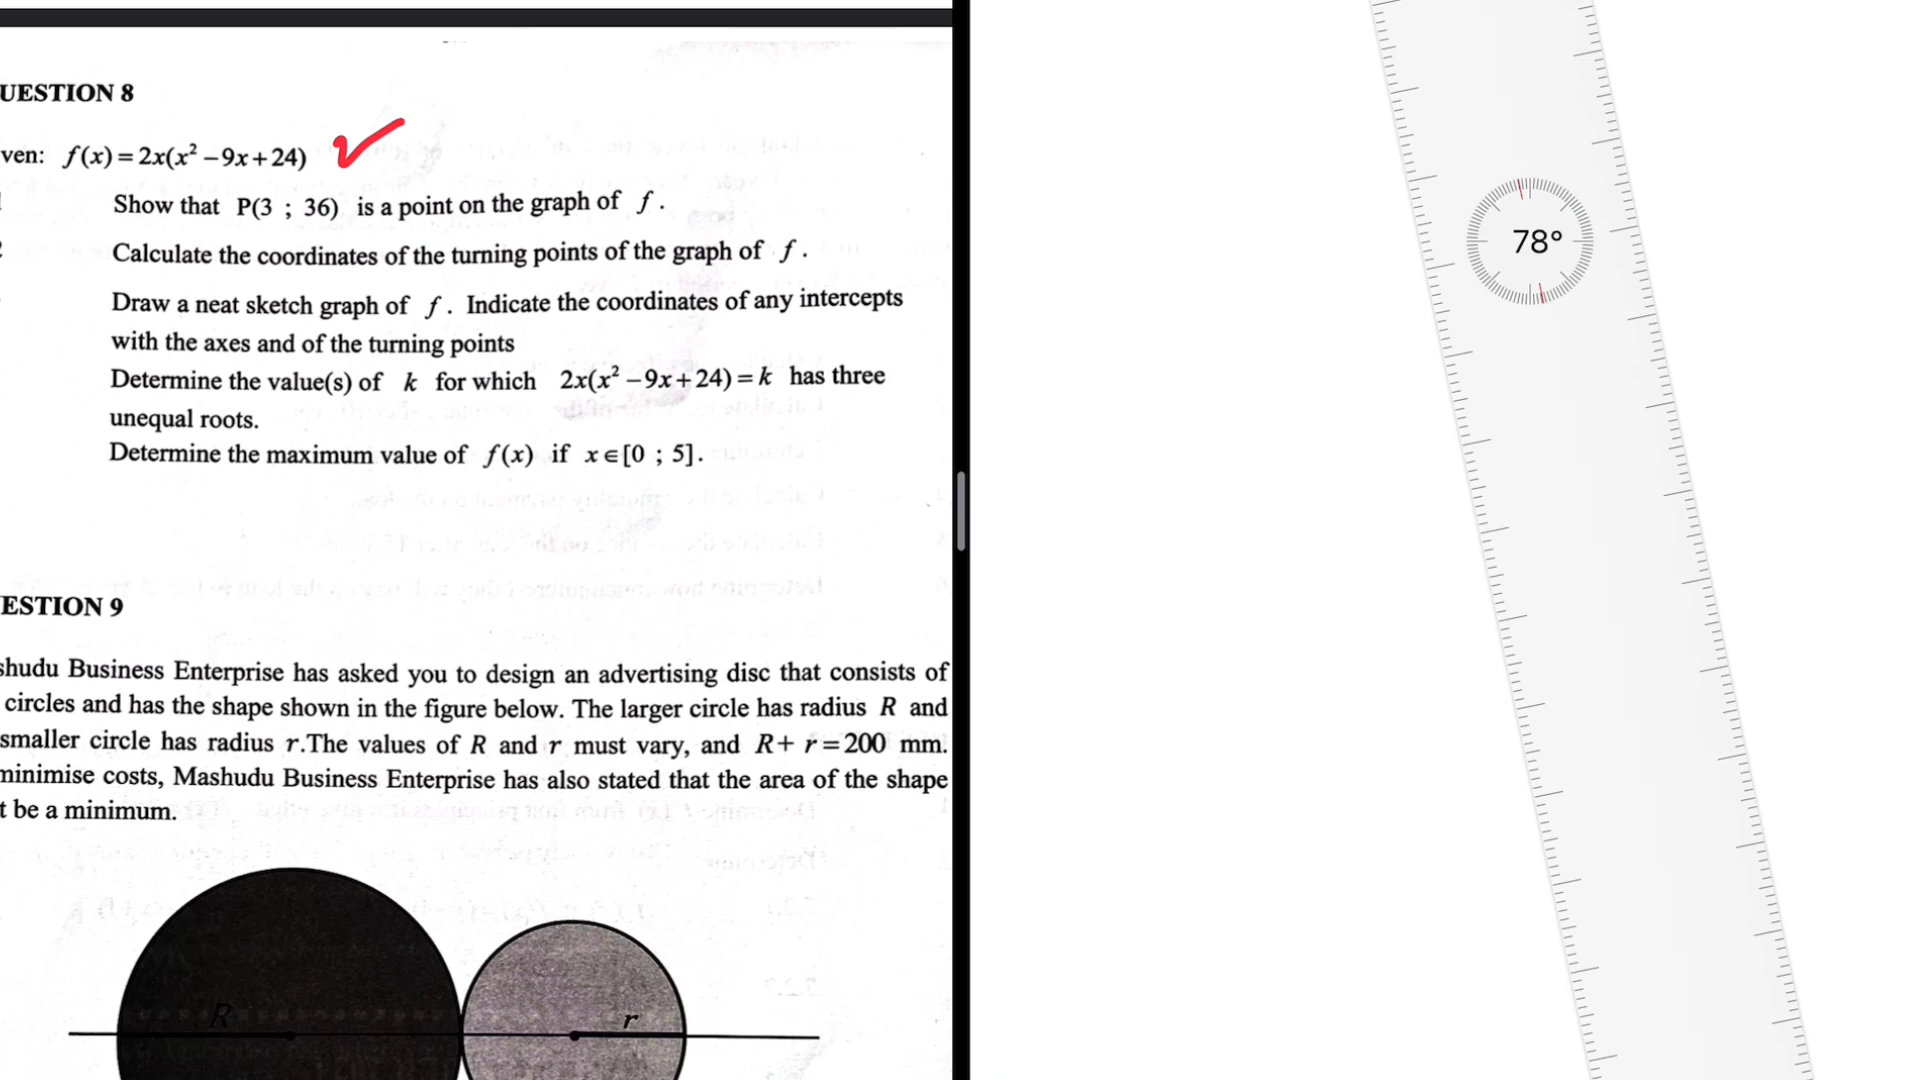 UESTION 8
ven: f(x) = 2x(x² – 9x + 24)
Show that P(3 ; 36) is a point on the graph of f .
Calculate the coordinates of the turning points of the graph of f .
Draw a neat sketch graph of f . Indicate the coordinates of any intercepts
with the axes and of the turning points
Determine the value(s) of k for which 2x(x² – 9x + 24) = k has three
unequal roots.
Determine the maximum value of f(x) if x ∈ [0 ; 5].
ESTION 9
shudu Business Enterprise has asked you to design an advertising disc that consists of
circles and has the shape shown in the figure below. The larger circle has radius R and
smaller circle has radius r.The values of R and r must vary, and R + r = 200 mm.
minimise costs, Mashudu Business Enterprise has also stated that the area of the shape
t be a minimum.
R
r
78°